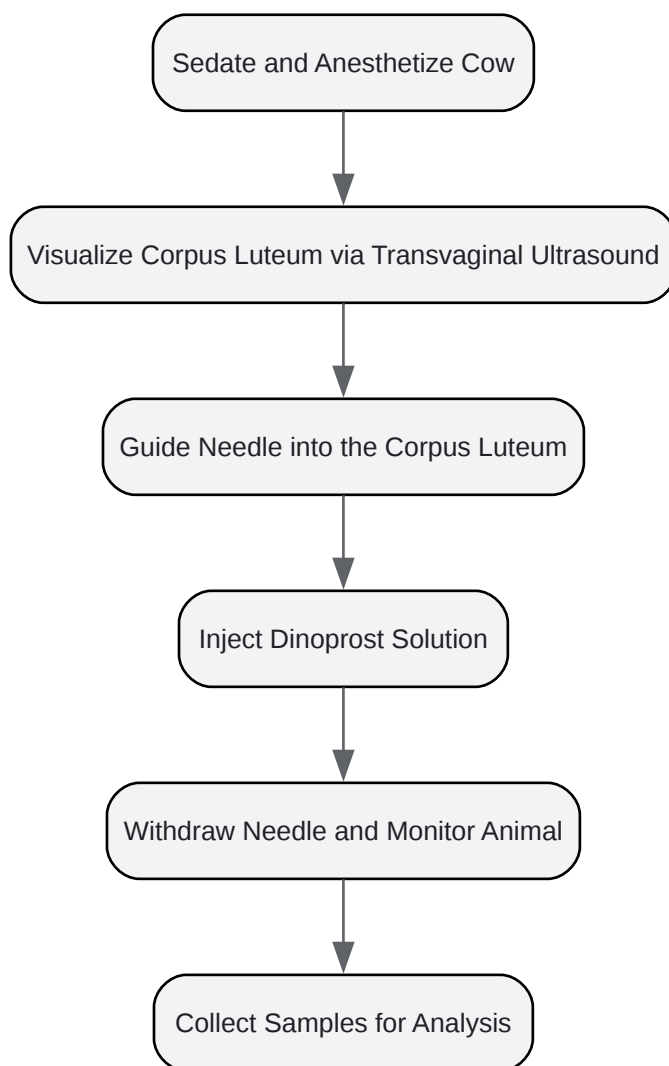 Sedate and Anesthetize Cow
Visualize Corpus Luteum via Transvaginal Ultrasound
Guide Needle into the Corpus Luteum
Inject Dinoprost Solution
Withdraw Needle and Monitor Animal
Collect Samples for Analysis